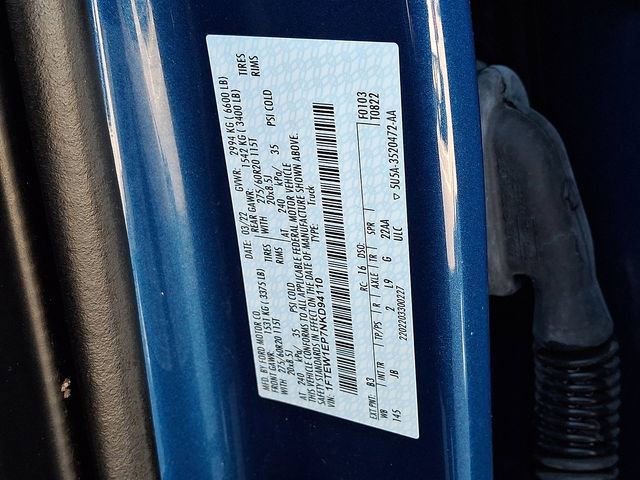 MFD. BY FORD MOTOR CO. DATE: 03/22 GVWR: 2994 KG ( 6600 LB)
FRONT GAWR: 1531 KG (3375 LB) REAR GAWR: 1542 KG ( 3400 LB)
WITH 275/60R20 115T TIRES WITH 275/60R20 115T TIRES
20x8.5J RIMS 20x8.5J RIMS
AT 240 kPa/ 35 PSI COLD AT 240 kPa/ 35 PSI COLD
THIS VEHICLE CONFORMS TO ALL APPLICABLE FEDERAL MOTOR VEHICLE
SAFETY STANDARDS IN EFFECT ON THE DATE OF MANUFACTURE SHOWN ABOVE.
VIN: 1FTEW1EP7NKD94110 TYPE: Truck
F0103
T0822
EXT PNT: B3 RC: 16 DSO:
WB INT TR TP/PS R AXLE TR SPR
145 JB 2 L9 G 22AA
2202203300227 ULC ▽ 5U5A-3520472-AA